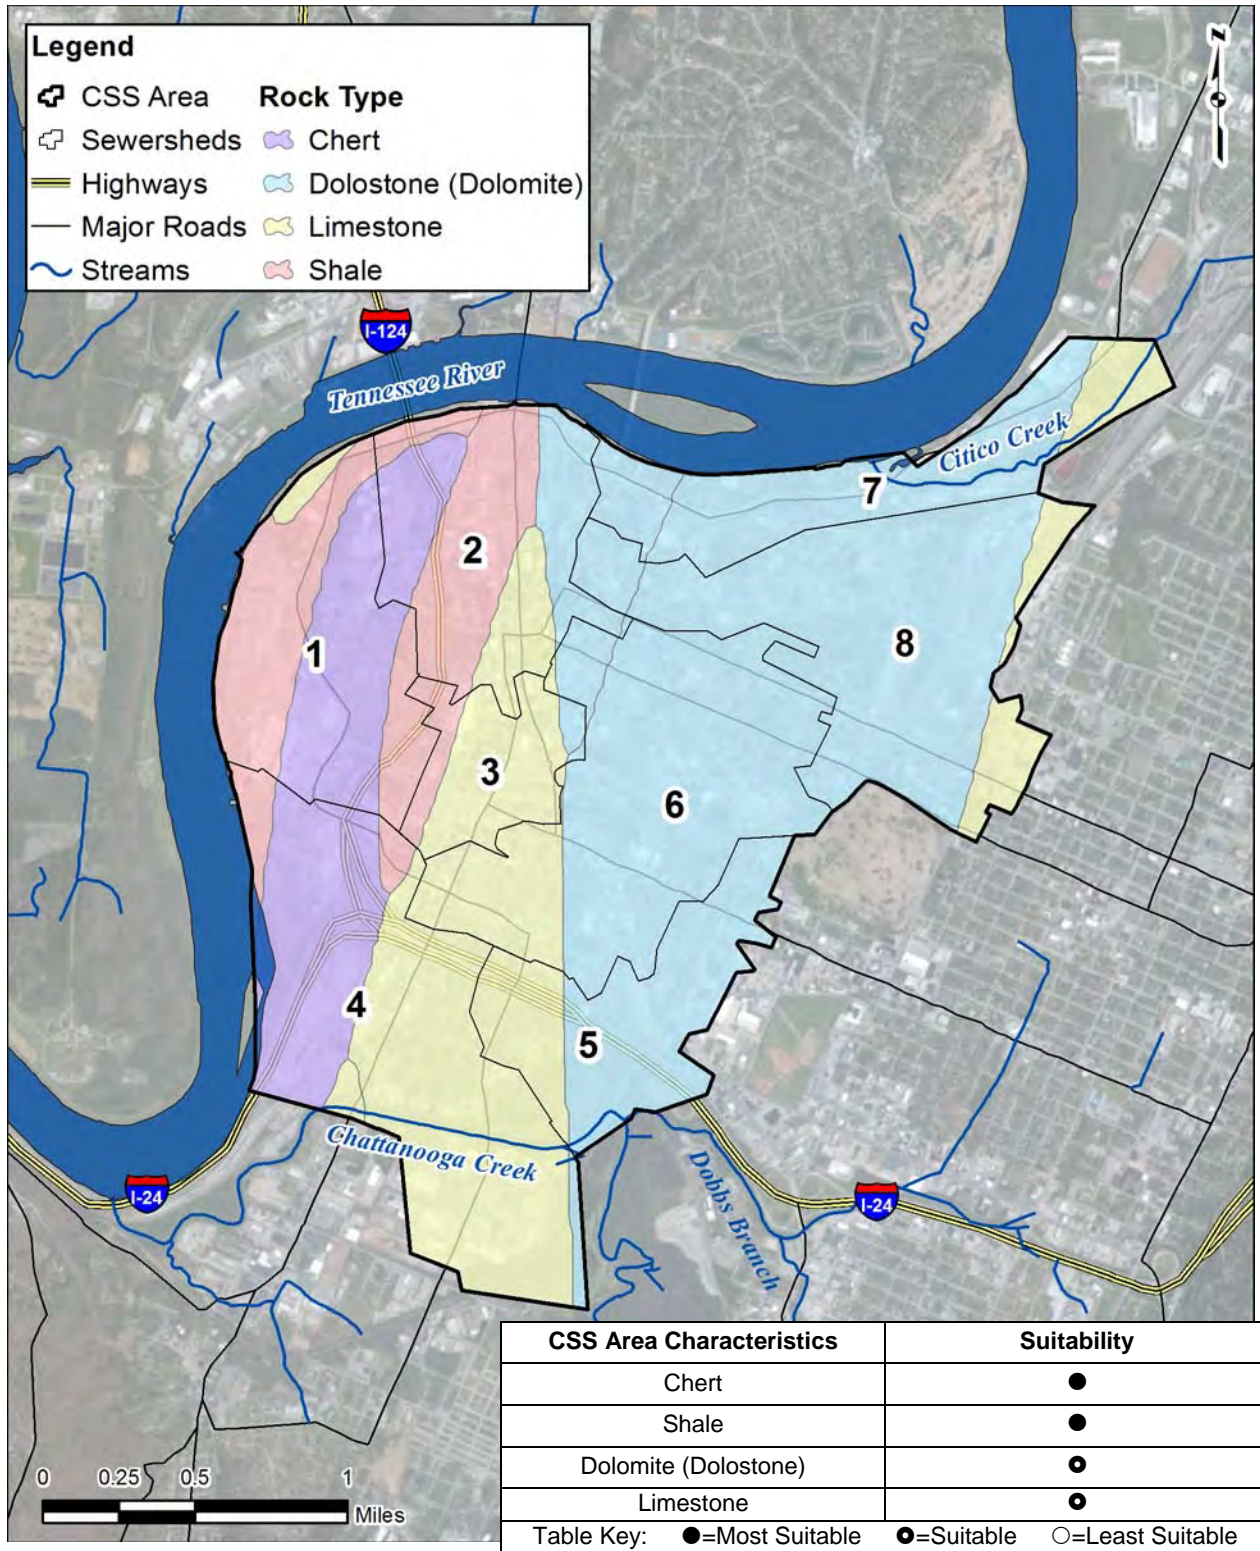 Legend
CSS Area
Rock Type
Sewersheds
Chert
Highways
Dolostone (Dolomite)
Major Roads
Limestone
Streams
Shale
N
I-124
Tennessee River
Citico Creek
7
2
1
8
3
6
4
5
Chattanooga Creek
Dobbs Branch
I-24
I-24
CSS Area Characteristics Suitability
Chert ●
Shale ●
Dolomite (Dolostone) ⚬
Limestone ⚬
Table Key: ●=Most Suitable ⚬=Suitable ○=Least Suitable
0 0.25 0.5 1
Miles